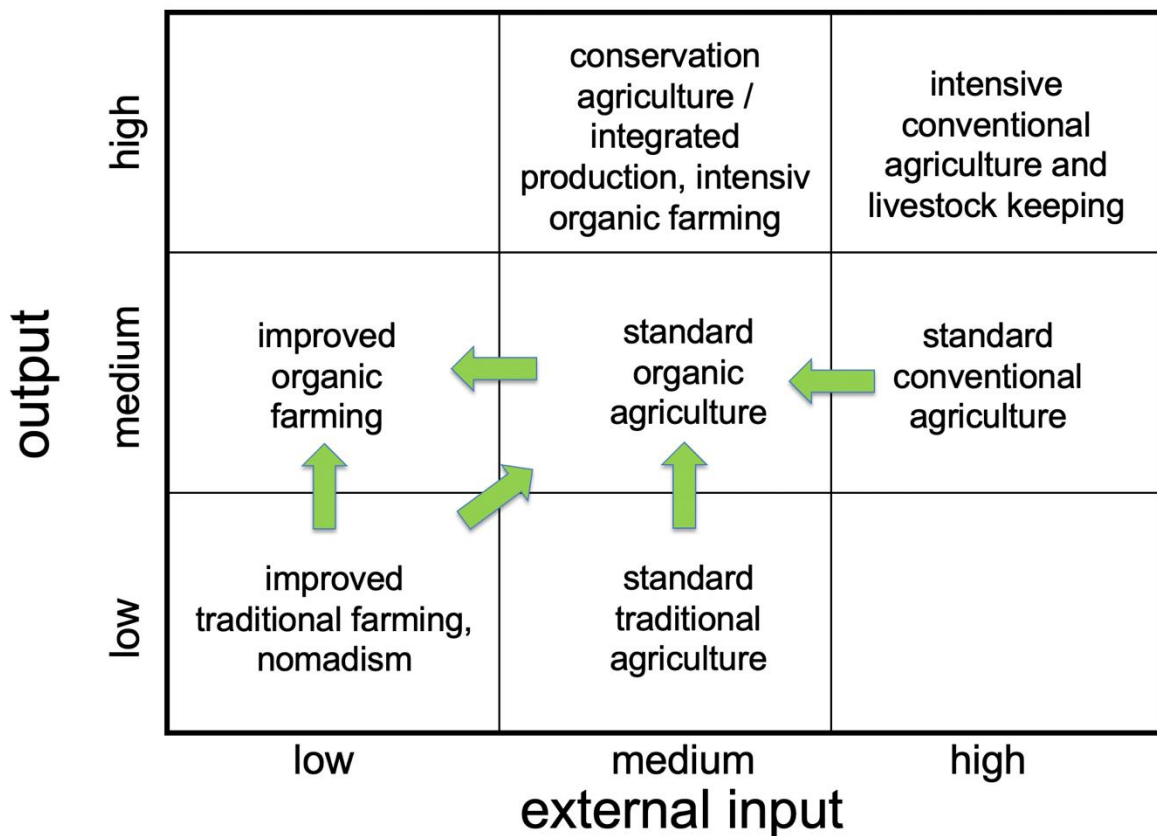 output
high
medium
low
conservation
agriculture /
integrated
production, intensiv
organic farming
intensive
conventional
agriculture and
livestock keeping
improved
organic
farming
standard
organic
agriculture
standard
conventional
agriculture
improved
traditional farming,
nomadism
standard
traditional
agriculture
low
medium
high
external input